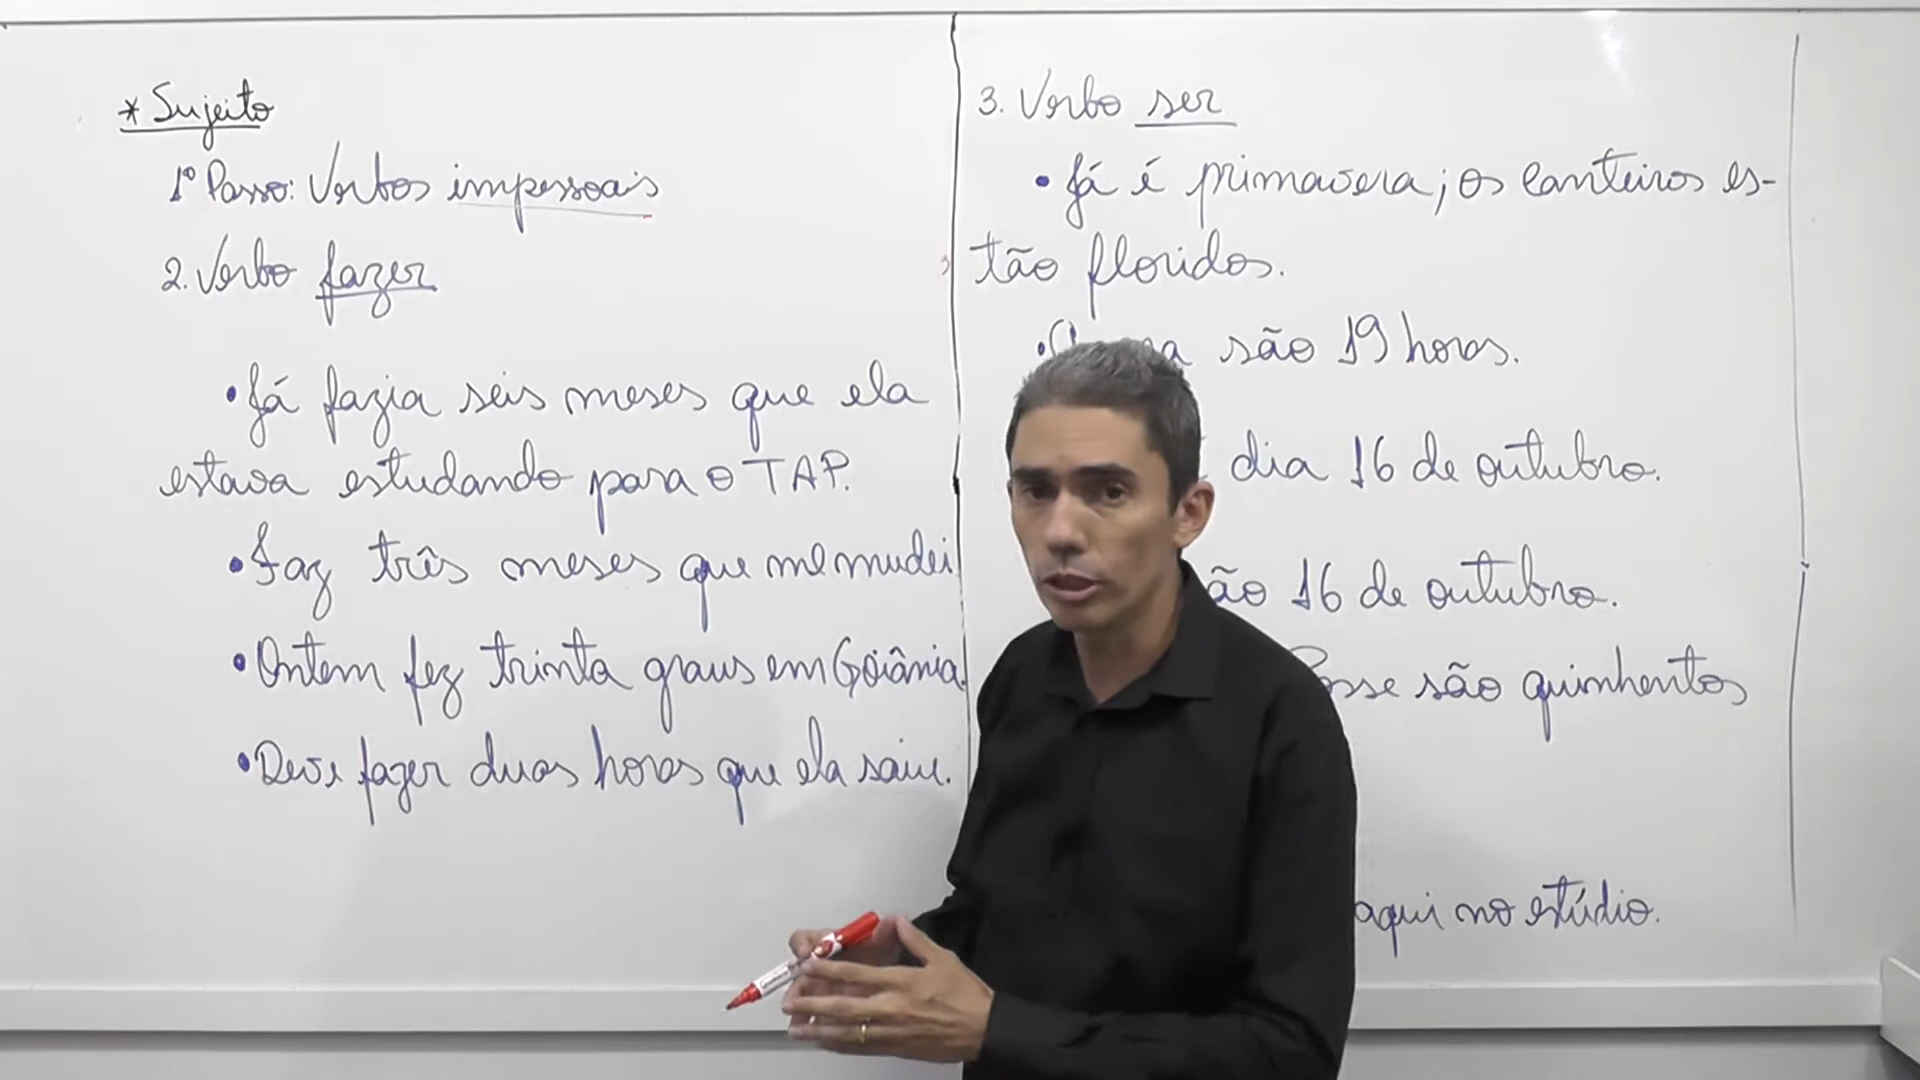 * Sujeito
1º Passo: Verbos impessoais
2. Verbo fazer
• Já fazia seis meses que ela
estava estudando para o TAP.
• Faz três meses que me mudei
• Ontem fez trinta graus em Goiânia.
• Deve fazer duas horas que ela saiu.
3. Verbo ser
• Já é primavera; os canteiros es-
tão floridos.
• são 19 horas.
dia 16 de outubro.
16 de outubro.
são quinhentos
aqui no estúdio.